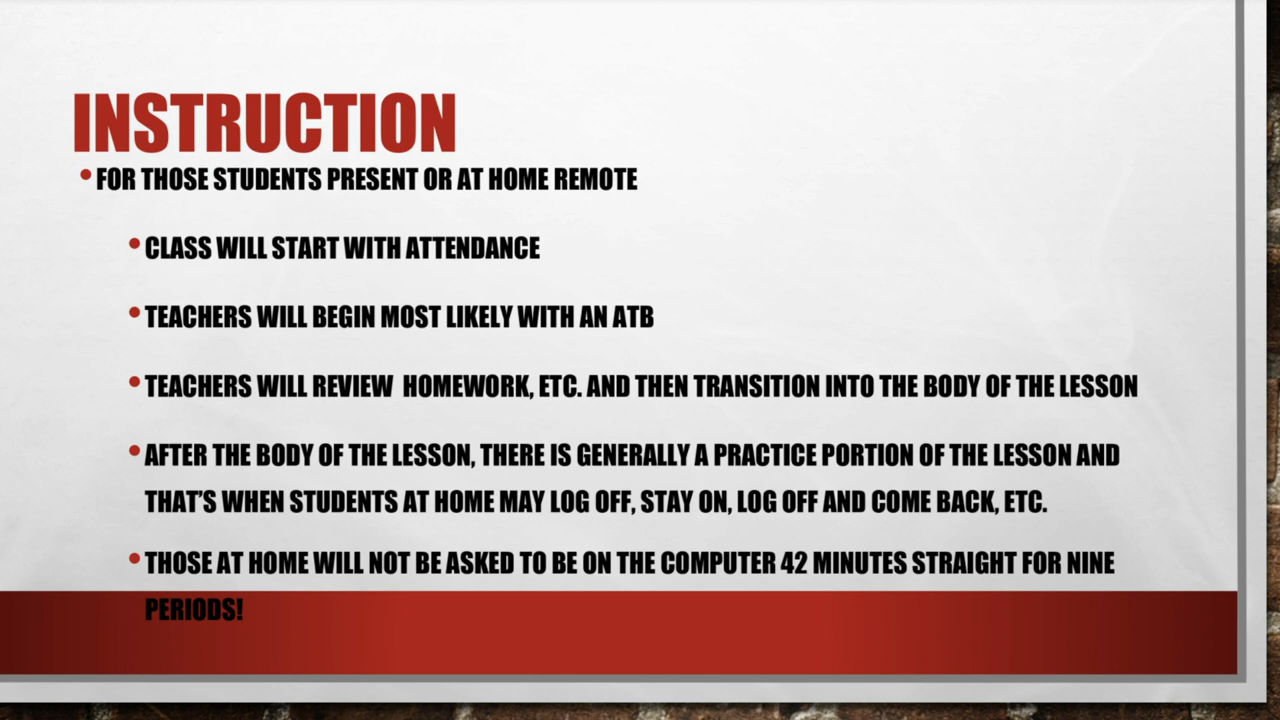 INSTRUCTION
• FOR THOSE STUDENTS PRESENT OR AT HOME REMOTE
• CLASS WILL START WITH ATTENDANCE
• TEACHERS WILL BEGIN MOST LIKELY WITH AN ATB
• TEACHERS WILL REVIEW  HOMEWORK, ETC. AND THEN TRANSITION INTO THE BODY OF THE LESSON
• AFTER THE BODY OF THE LESSON, THERE IS GENERALLY A PRACTICE PORTION OF THE LESSON AND
THAT’S WHEN STUDENTS AT HOME MAY LOG OFF, STAY ON, LOG OFF AND COME BACK, ETC.
• THOSE AT HOME WILL NOT BE ASKED TO BE ON THE COMPUTER 42 MINUTES STRAIGHT FOR NINE
PERIODS!